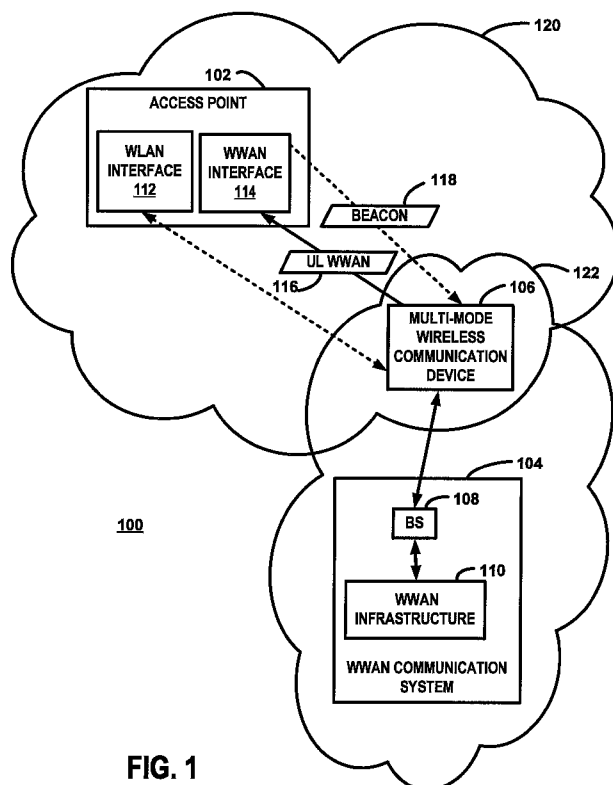 120
102
ACCESS POINT
WLAN
INTERFACE
112
WWAN
INTERFACE
114
118
BEACON
UL WWAN
116
122
106
MULTI-MODE
WIRELESS
COMMUNICATION
DEVICE
104
108
BS
100
110
WWAN
INFRASTRUCTURE
WWAN COMMUNICATION
SYSTEM
FIG. 1